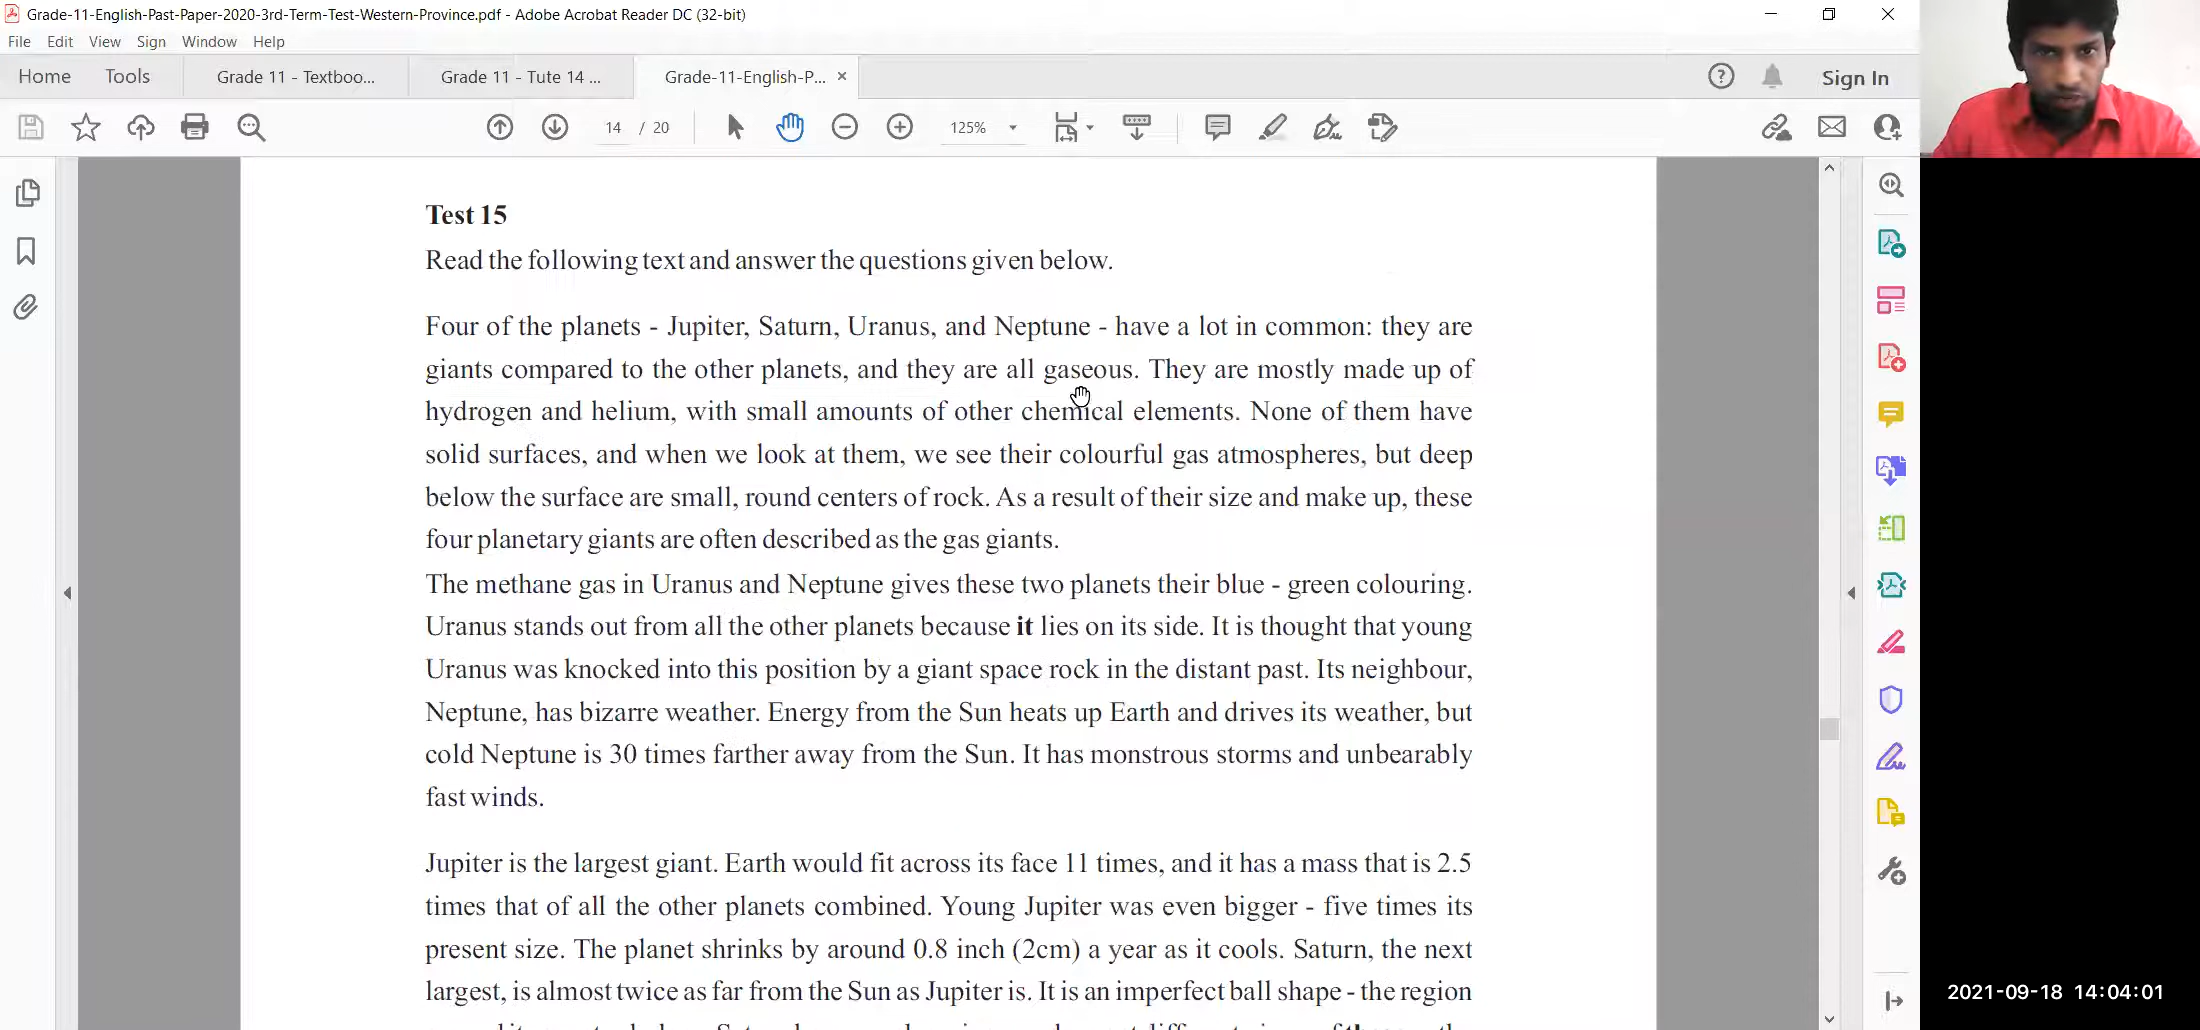 Grade-11-English-Past-Paper-2020-3rd-Term-Test-Western-Province.pdf - Adobe Acrobat Reader DC (32-bit)
File Edit View Sign Window Help
Home Tools Grade 11 - Textboo... Grade 11 - Tute 14 ... Grade-11-English-P... × Sign In
14 / 20 125%
Test 15
Read the following text and answer the questions given below.
Four of the planets - Jupiter, Saturn, Uranus, and Neptune - have a lot in common: they are
giants compared to the other planets, and they are all gaseous. They are mostly made up of
hydrogen and helium, with small amounts of other chemical elements. None of them have
solid surfaces, and when we look at them, we see their colourful gas atmospheres, but deep
below the surface are small, round centers of rock. As a result of their size and make up, these
four planetary giants are often described as the gas giants.
The methane gas in Uranus and Neptune gives these two planets their blue - green colouring.
Uranus stands out from all the other planets because it lies on its side. It is thought that young
Uranus was knocked into this position by a giant space rock in the distant past. Its neighbour,
Neptune, has bizarre weather. Energy from the Sun heats up Earth and drives its weather, but
cold Neptune is 30 times farther away from the Sun. It has monstrous storms and unbearably
fast winds.
Jupiter is the largest giant. Earth would fit across its face 11 times, and it has a mass that is 2.5
times that of all the other planets combined. Young Jupiter was even bigger - five times its
present size. The planet shrinks by around 0.8 inch (2cm) a year as it cools. Saturn, the next
largest, is almost twice as far from the Sun as Jupiter is. It is an imperfect ball shape - the region
2021-09-18 14:04:01